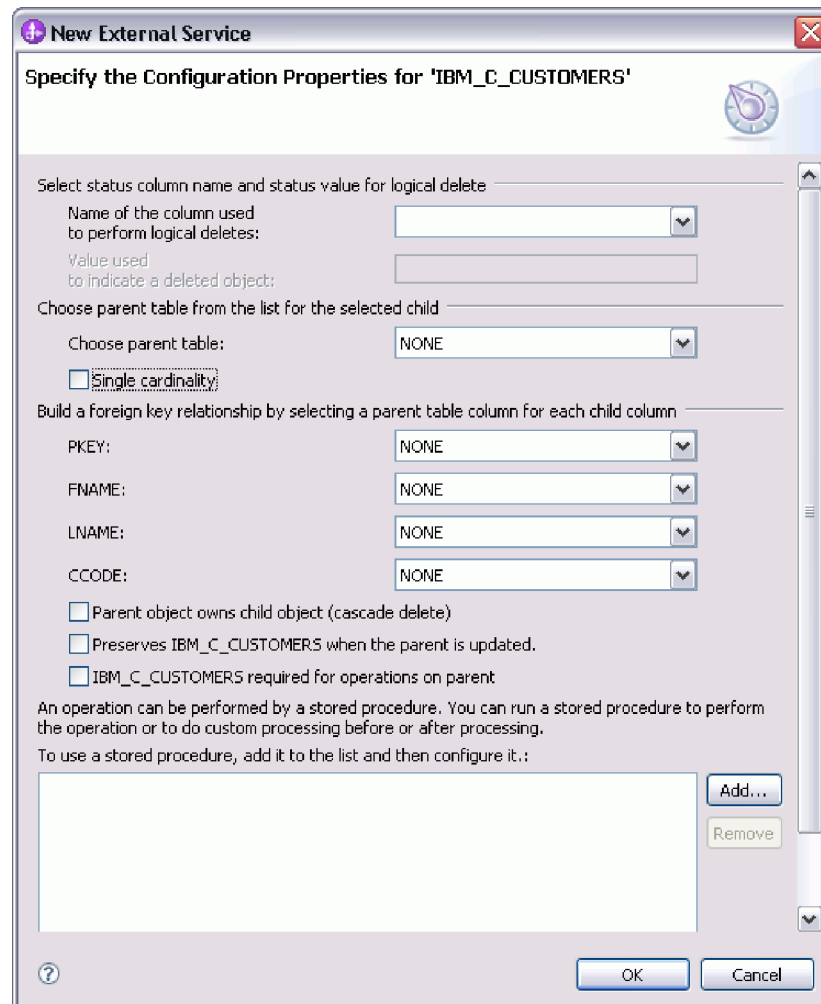 New External Service
Specify the Configuration Properties for 'IBM_C_CUSTOMERS'
Select status column name and status value for logical delete
Name of the column used
to perform logical deletes:
Value used
to indicate a deleted object:
Choose parent table from the list for the selected child
Choose parent table: NONE
Single cardinality
Build a foreign key relationship by selecting a parent table column for each child column
PKEY: NONE
FNAME: NONE
LNAME: NONE
CCODE: NONE
Parent object owns child object (cascade delete)
Preserves IBM_C_CUSTOMERS when the parent is updated.
IBM_C_CUSTOMERS required for operations on parent
An operation can be performed by a stored procedure. You can run a stored procedure to perform
the operation or to do custom processing before or after processing.
To use a stored procedure, add it to the list and then configure it.:
Add...
Remove
? OK Cancel